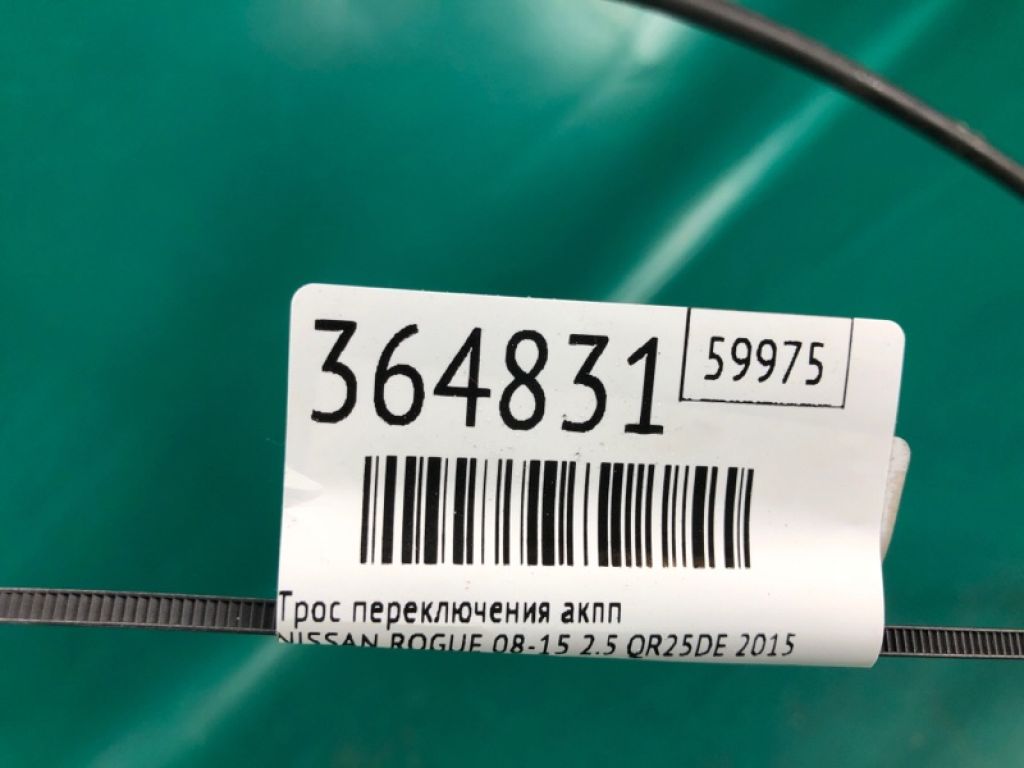 364831
59975
Трос переключения акпп
NISSAN ROGUE 08-15 2.5 QR25DE 2015